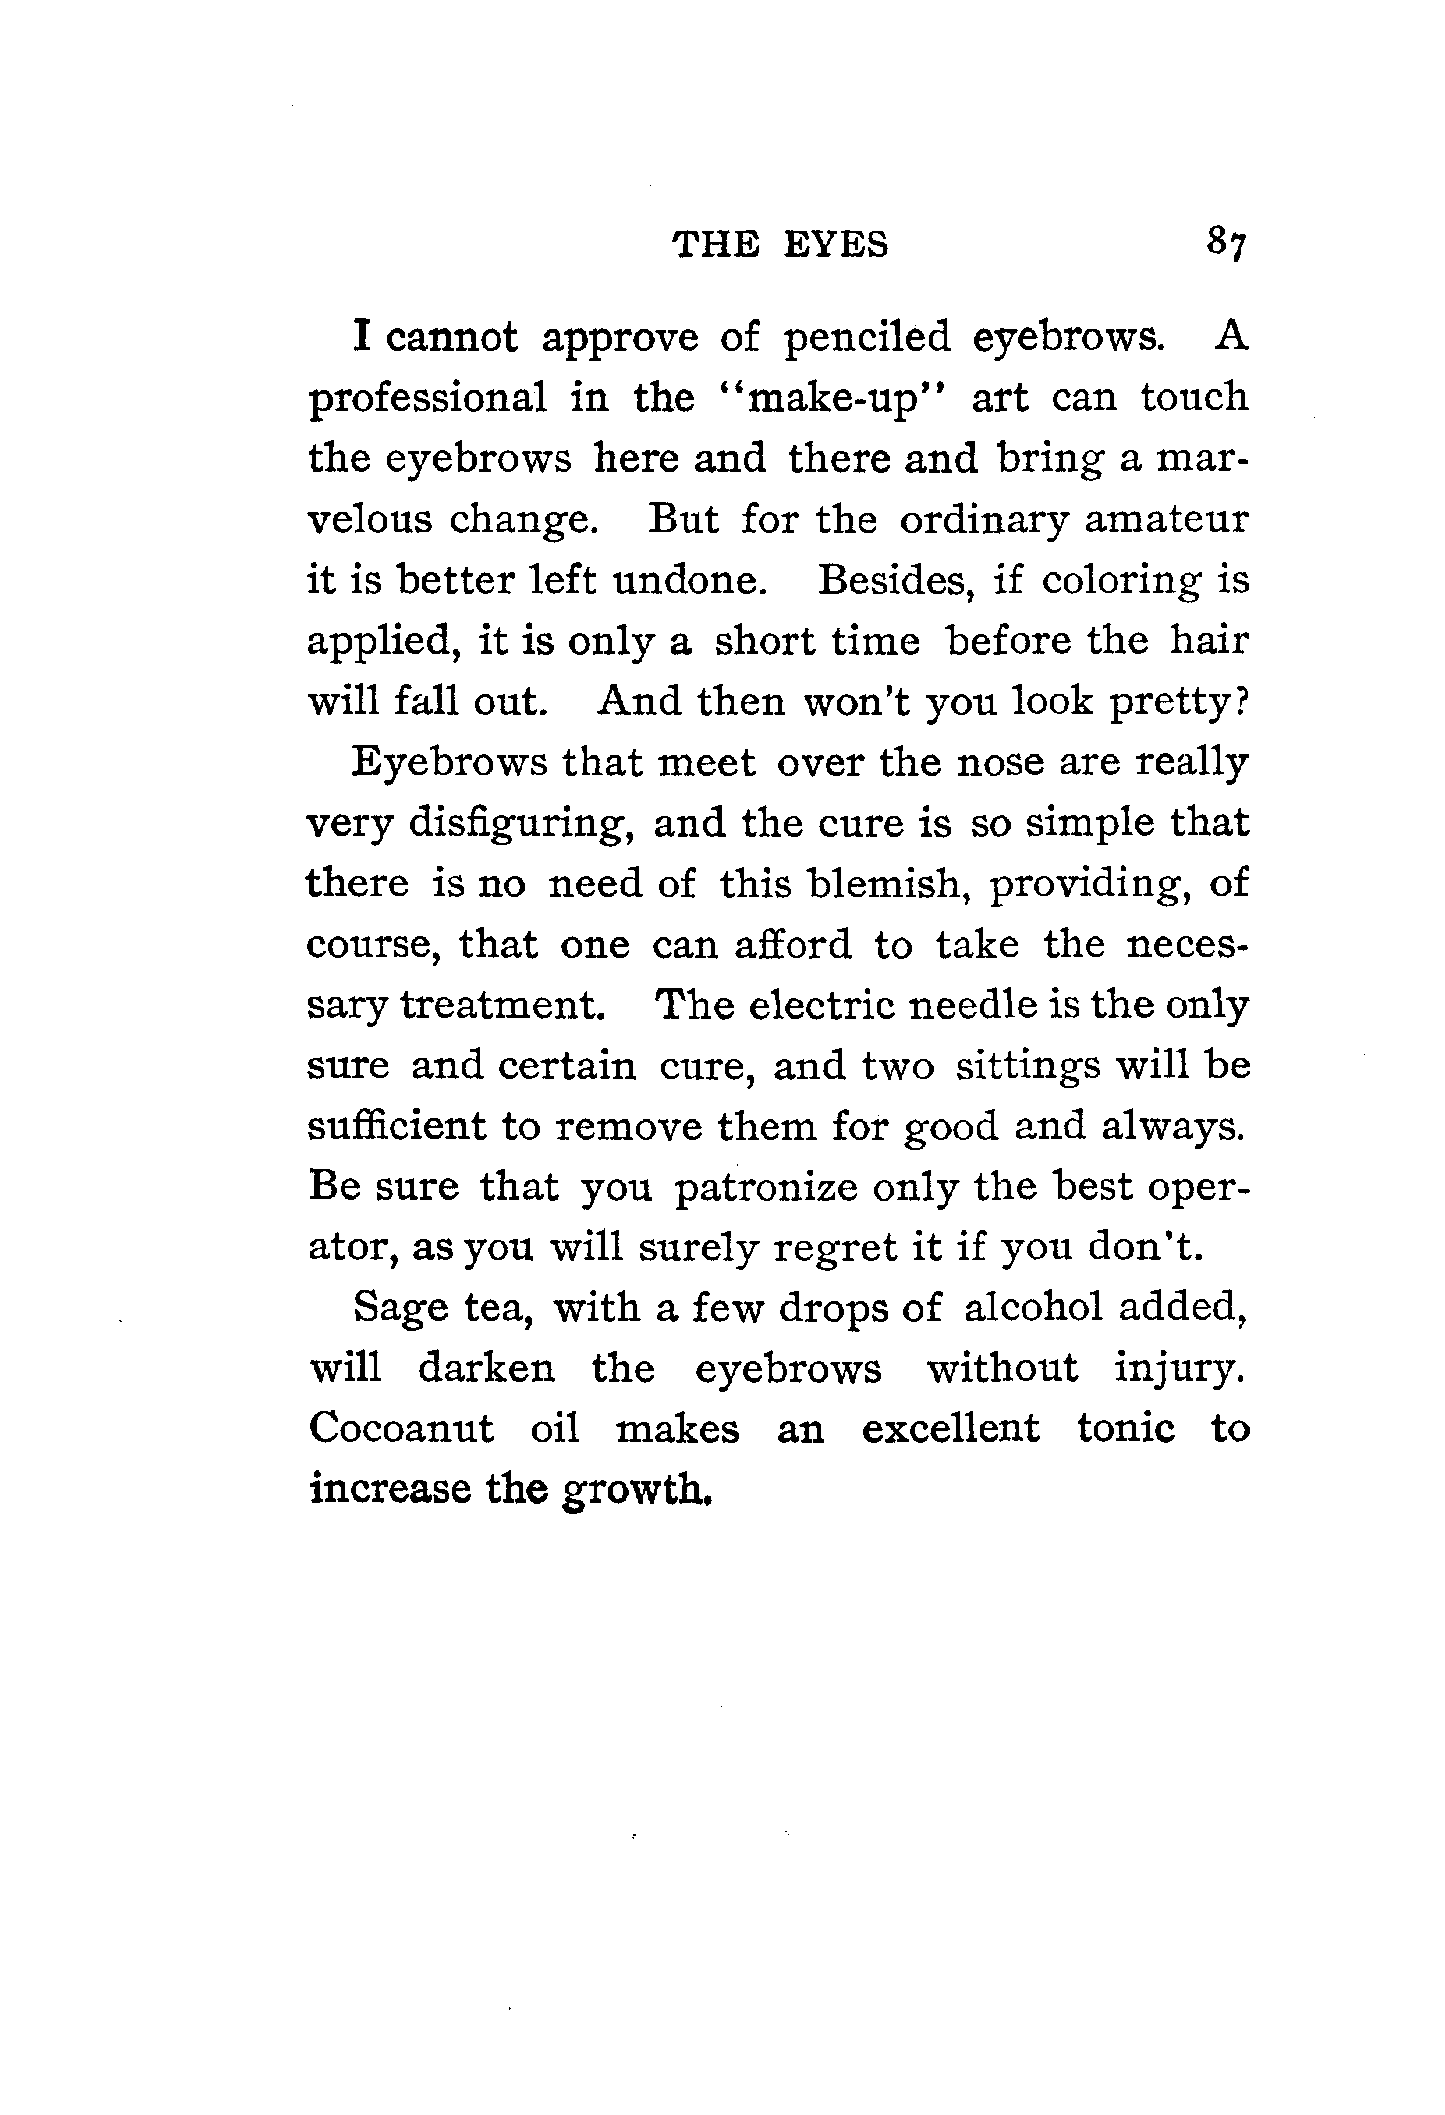 THE EYES 87
I cannot approve of penciled eyebrows. A
professional in the "make-up" art can touch
the eyebrows here and there and bring a mar-
velous change. But for the ordinary amateur
it is better left undone. Besides, if coloring is
applied, it is only a short time before the hair
will fall out. And then won't you look pretty?
Eyebrows that meet over the nose are really
very disfiguring, and the cure is so simple that
there is no need of this blemish, providing, of
course, that one can afford to take the neces-
sary treatment. The electric needle is the only
sure and certain cure, and two sittings will be
sufficient to remove them for good and always.
Be sure that you patronize only the best oper-
ator, as you will surely regret it if you don't.
Sage tea, with a few drops of alcohol added,
will darken the eyebrows without injury.
Cocoanut oil makes an excellent tonic to
increase the growth.